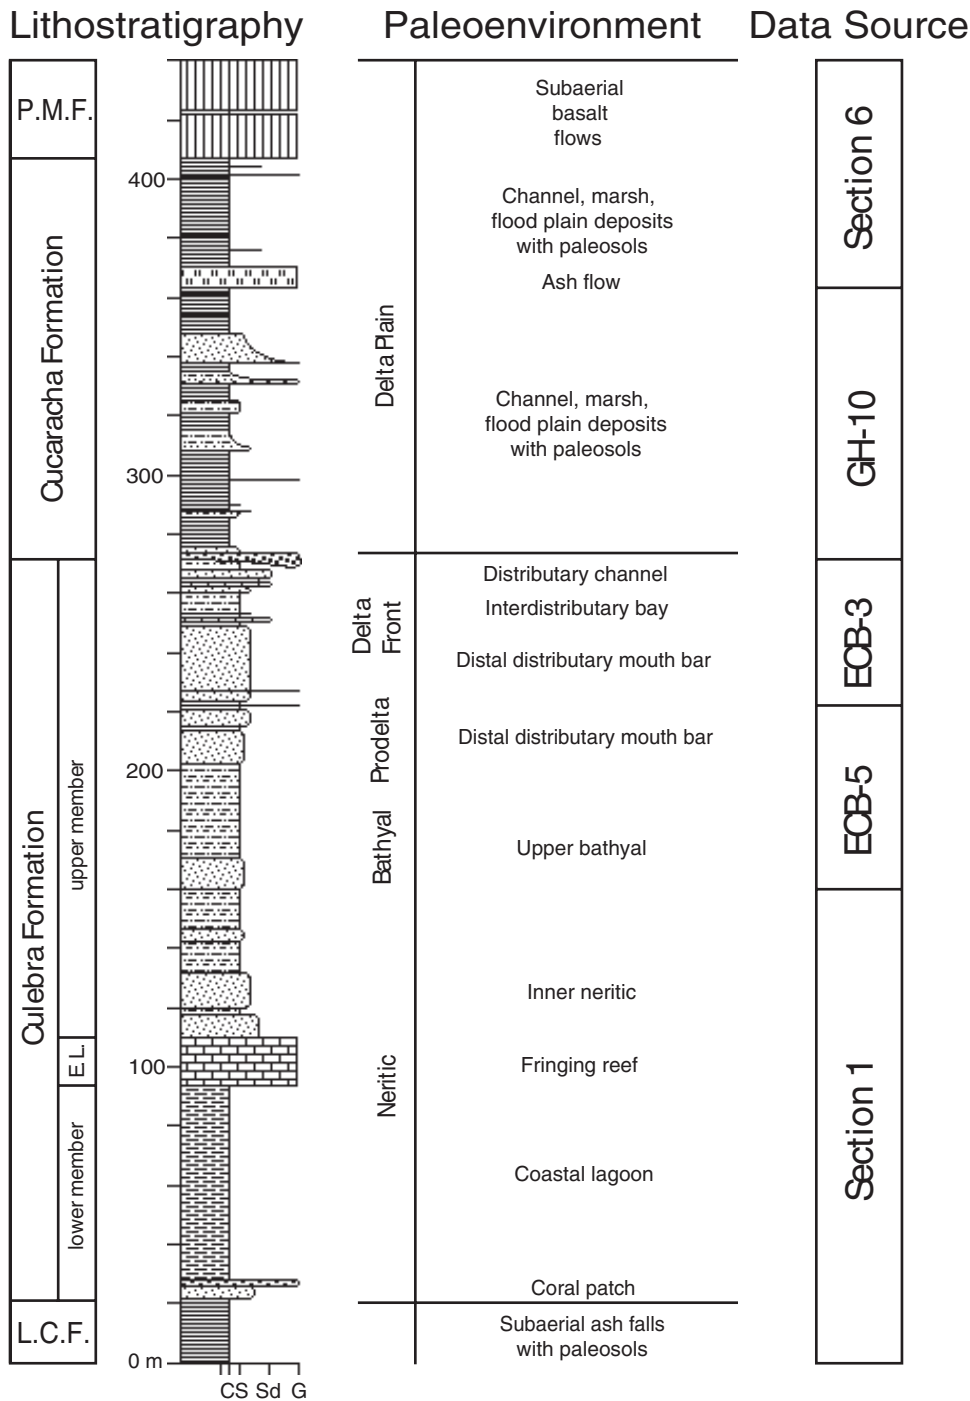 Lithostratigraphy
Paleoenvironment
Data Source
P.M.F.
Cucaracha Formation
Culebra Formation
upper member
E.L.
lower member
L.C.F.
400
300
200
100
0 m
C S Sd G
Delta Plain
Delta
Front
Prodelta
Bathyal
Neritic
Subaerial
basalt
flows
Channel, marsh,
flood plain deposits
with paleosols
Ash flow
Channel, marsh,
flood plain deposits
with paleosols
Distributary channel
Interdistributary bay
Distal distributary mouth bar
Distal distributary mouth bar
Upper bathyal
Inner neritic
Fringing reef
Coastal lagoon
Coral patch
Subaerial ash falls
with paleosols
Section 6
GH-10
ECB-3
ECB-5
Section 1